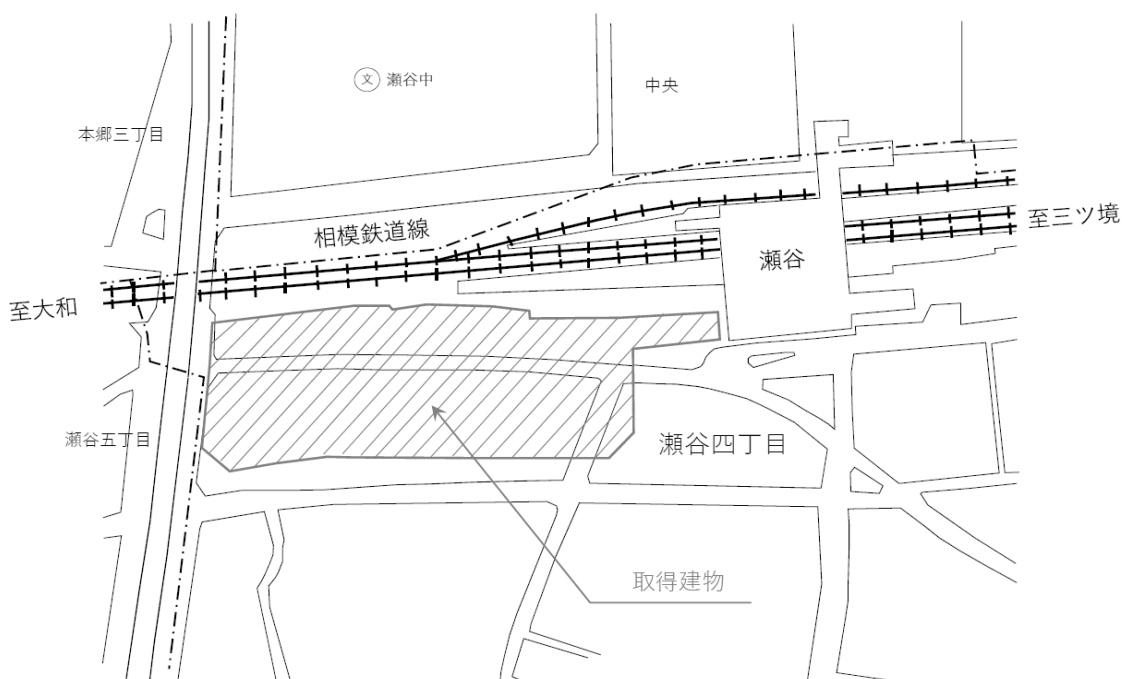 文 瀬谷中
中央
本郷三丁目
相模鉄道線
至三ツ境
瀬谷
至大和
瀬谷五丁目
瀬谷四丁目
取得建物